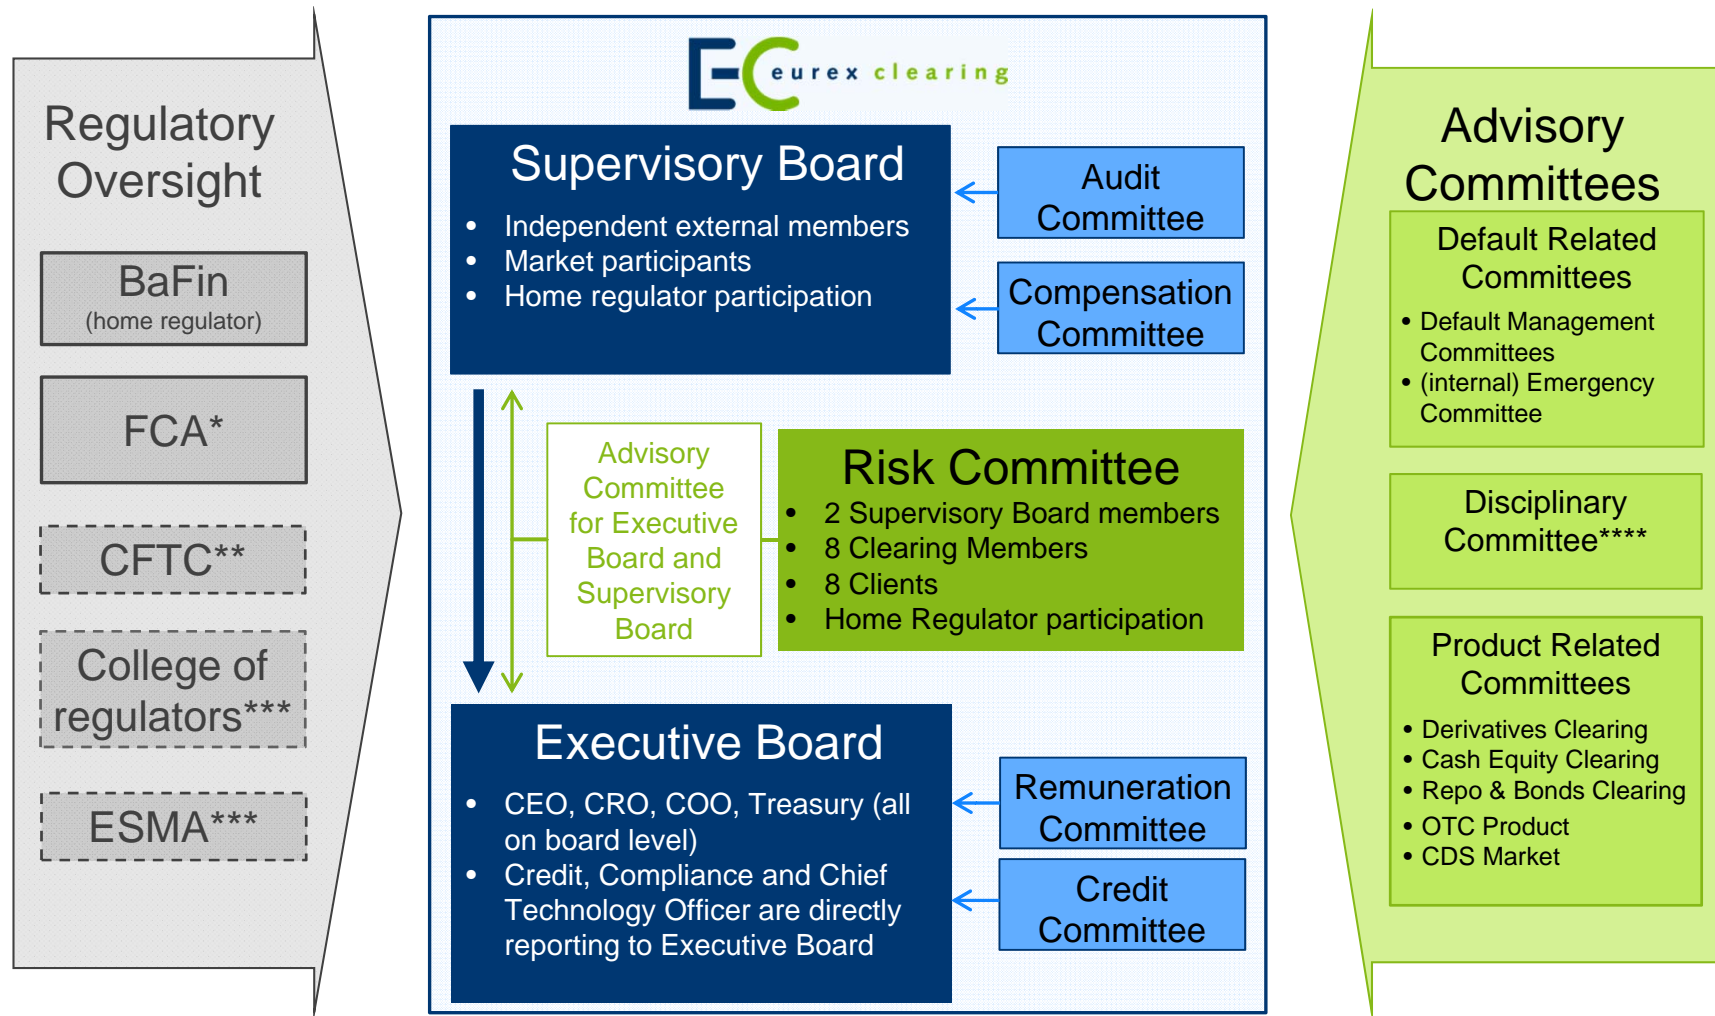 Regulatory
Oversight
BaFin
(home regulator)
FCA*
CFTC**
College of
regulators***
ESMA***
EC eurex clearing
Supervisory Board
• Independent external members
• Market participants
• Home regulator participation
Audit
Committee
Compensation
Committee
Advisory
Committee
for Executive
Board and
Supervisory
Board
Risk Committee
• 2 Supervisory Board members
• 8 Clearing Members
• 8 Clients
• Home Regulator participation
Executive Board
• CEO, CRO, COO, Treasury (all
on board level)
• Credit, Compliance and Chief
Technology Officer are directly
reporting to Executive Board
Remuneration
Committee
Credit
Committee
Advisory
Committees
Default Related
Committees
• Default Management
Committees
• (internal) Emergency
Committee
Disciplinary
Committee****
Product Related
Committees
• Derivatives Clearing
• Cash Equity Clearing
• Repo & Bonds Clearing
• OTC Product
• CDS Market